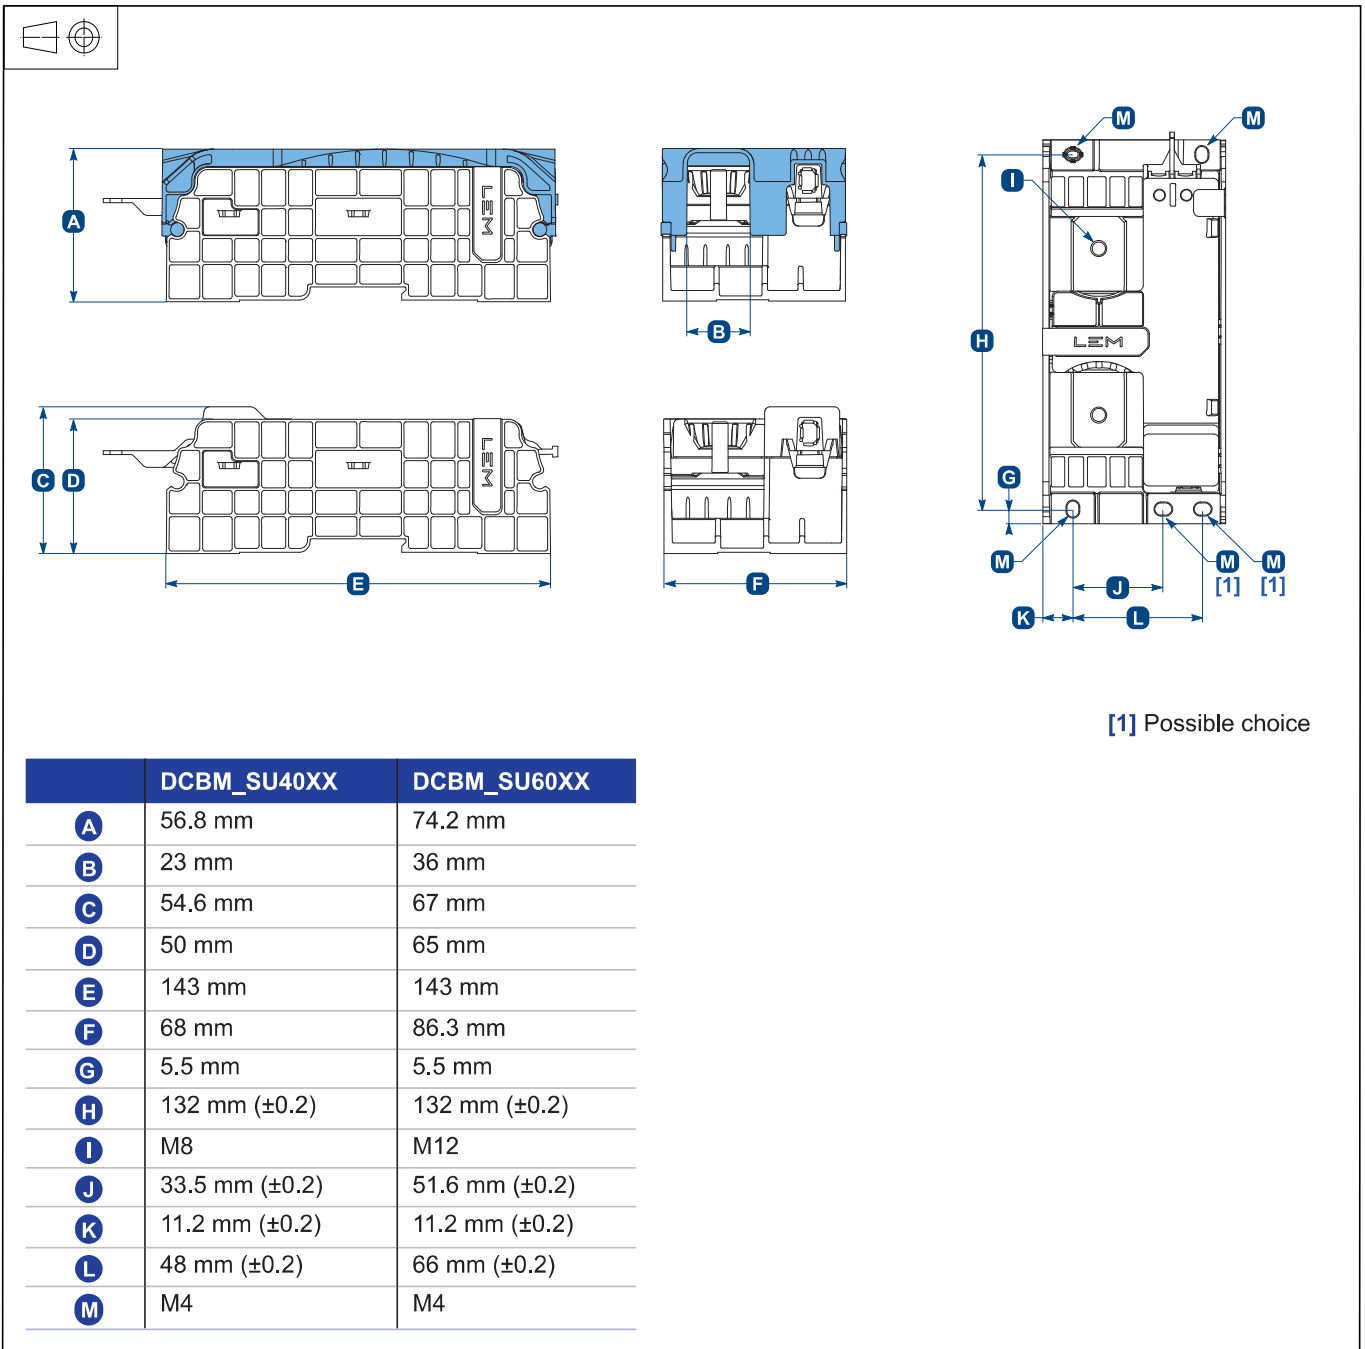 M M
I
A
LEM
B
H
LEM
C D
LEM
G
M M M
[1] [1]
E F J
K L
[1] Possible choice
DCBM_SU40XX DCBM_SU60XX
A 56.8 mm 74.2 mm
B 23 mm 36 mm
C 54.6 mm 67 mm
D 50 mm 65 mm
E 143 mm 143 mm
F 68 mm 86.3 mm
G 5.5 mm 5.5 mm
H 132 mm (±0.2) 132 mm (±0.2)
I M8 M12
J 33.5 mm (±0.2) 51.6 mm (±0.2)
K 11.2 mm (±0.2) 11.2 mm (±0.2)
L 48 mm (±0.2) 66 mm (±0.2)
M M4 M4